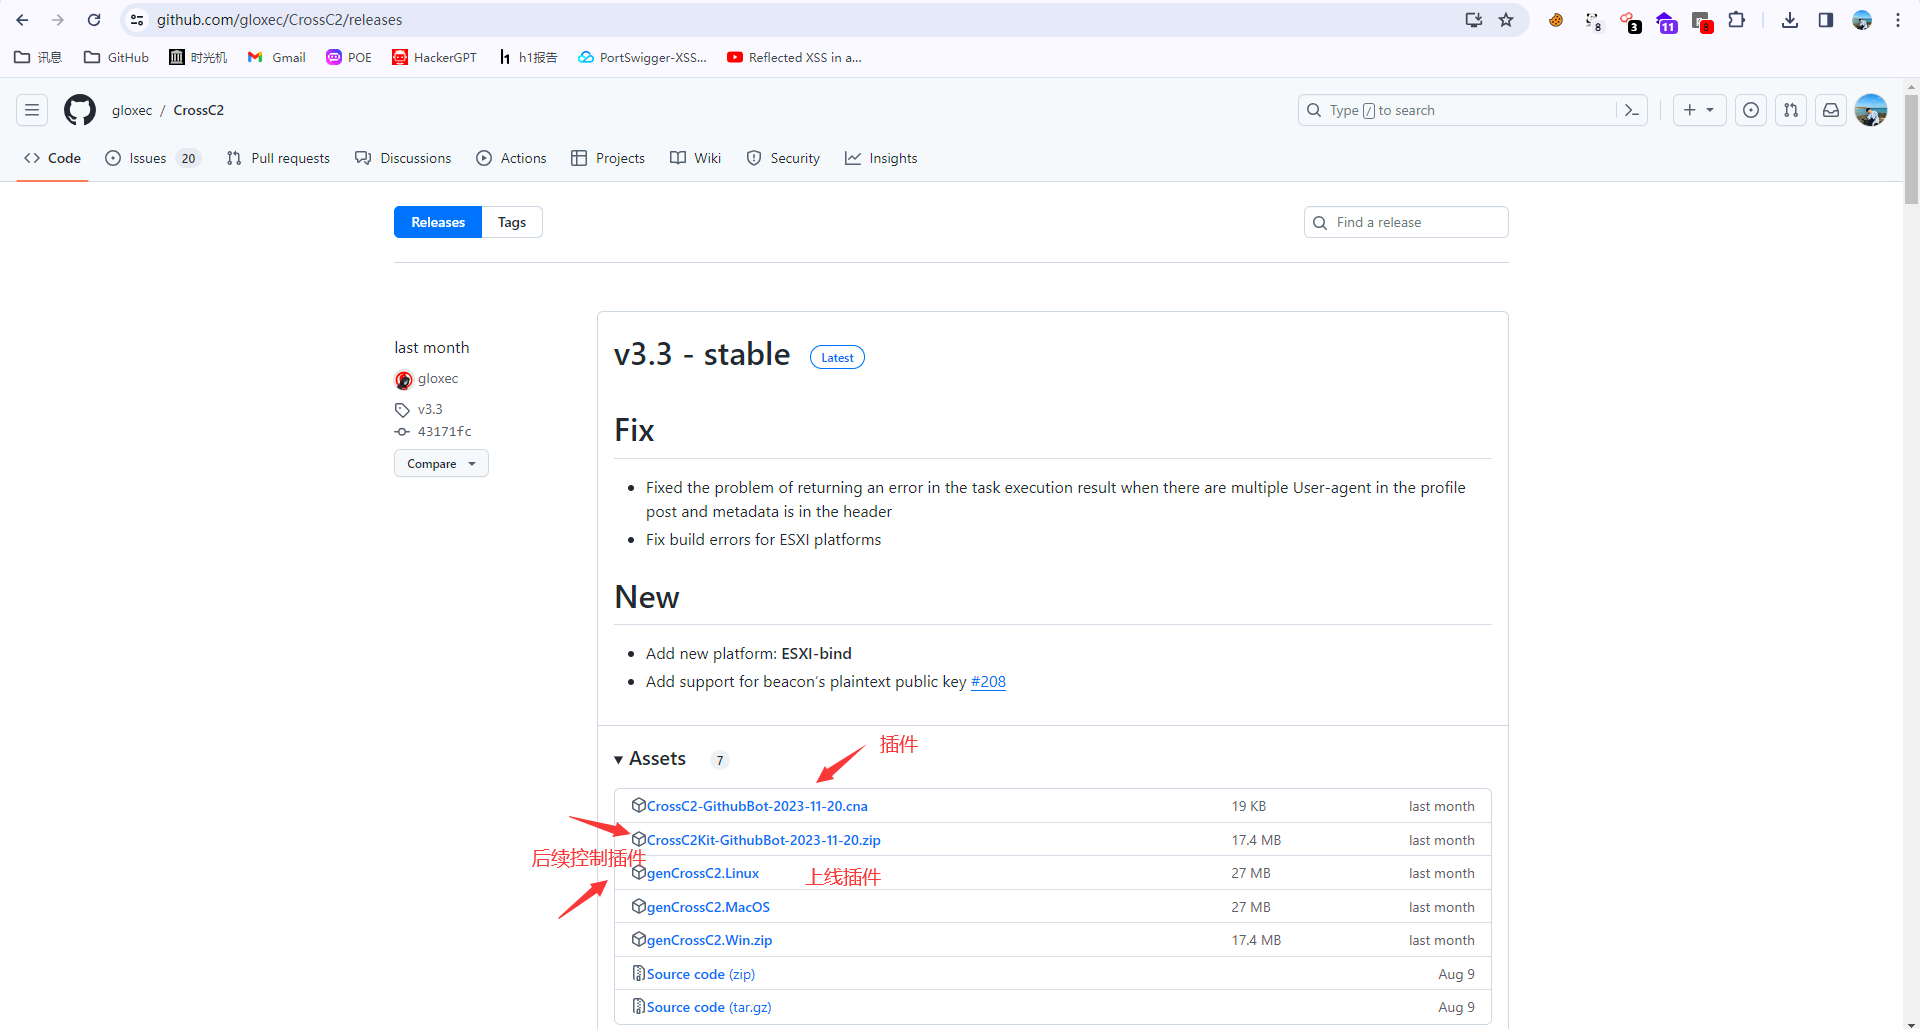 github.com/gloxec/CrossC2/releases
8 3 11 8
讯息 GitHub 时光机 Gmail POE HackerGPT h1报告 PortSwigger-XSS... Reflected XSS in a...
gloxec / CrossC2 Type / to search
Code Issues 20 Pull requests Discussions Actions Projects Wiki Security Insights
Releases Tags Find a release
last month
gloxec
v3.3
43171fc
Compare
v3.3 - stable Latest
Fix
Fixed the problem of returning an error in the task execution result when there are multiple User-agent in the profile
post and metadata is in the header
Fix build errors for ESXI platforms
New
Add new platform: ESXI-bind
Add support for beacon's plaintext public key #208
插件
Assets 7
CrossC2-GithubBot-2023-11-20.cna 19 KB last month
CrossC2Kit-GithubBot-2023-11-20.zip 17.4 MB last month
后续控制插件
genCrossC2.Linux 上线插件 27 MB last month
genCrossC2.MacOS 27 MB last month
genCrossC2.Win.zip 17.4 MB last month
Source code (zip) Aug 9
Source code (tar.gz) Aug 9